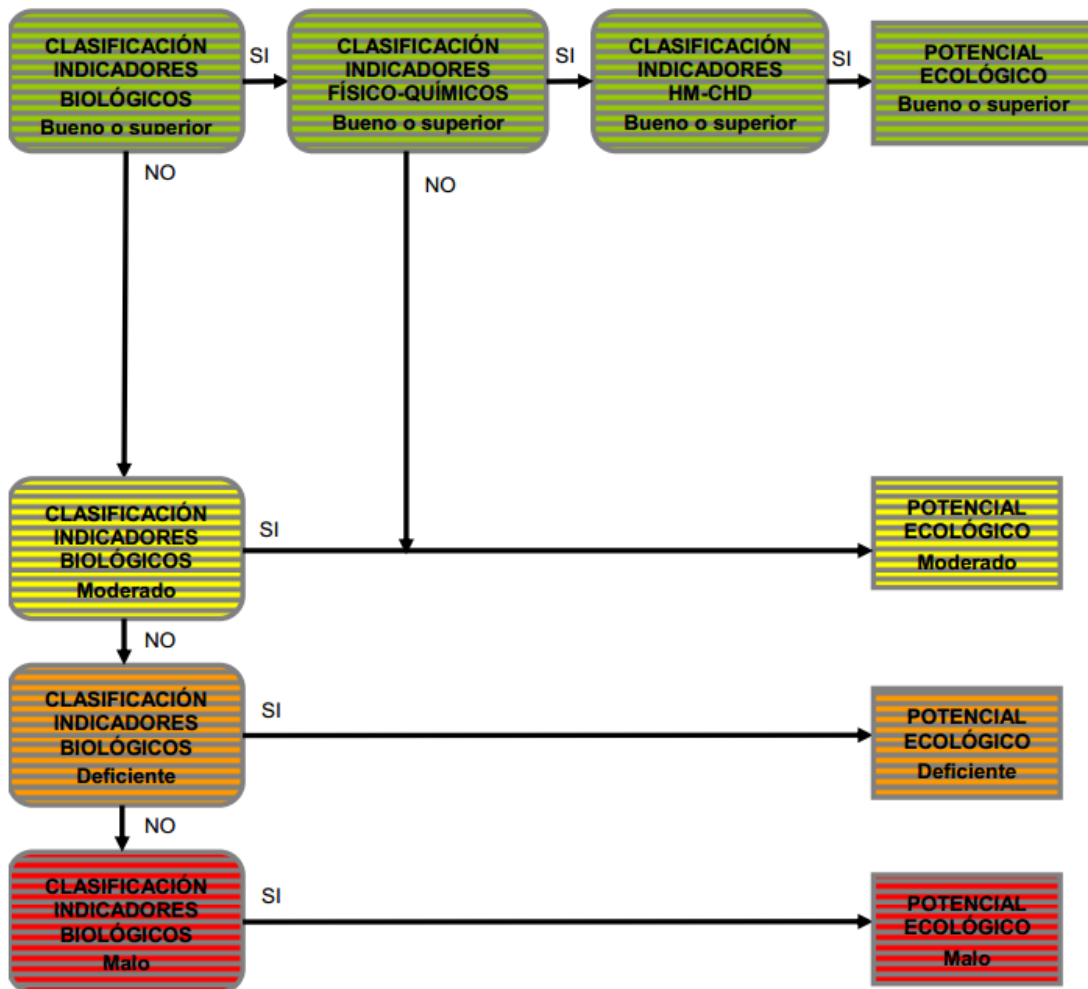 CLASIFICACIÓN
INDICADORES
BIOLÓGICOS
Bueno o superior
SI
CLASIFICACIÓN
INDICADORES
FÍSICO-QUÍMICOS
Bueno o superior
SI
CLASIFICACIÓN
INDICADORES
HM-CHD
Bueno o superior
SI
POTENCIAL
ECOLÓGICO
Bueno o superior
NO
NO
CLASIFICACIÓN
INDICADORES
BIOLÓGICOS
Moderado
SI
POTENCIAL
ECOLÓGICO
Moderado
NO
CLASIFICACIÓN
INDICADORES
BIOLÓGICOS
Deficiente
SI
POTENCIAL
ECOLÓGICO
Deficiente
NO
CLASIFICACIÓN
INDICADORES
BIOLÓGICOS
Malo
SI
POTENCIAL
ECOLÓGICO
Malo